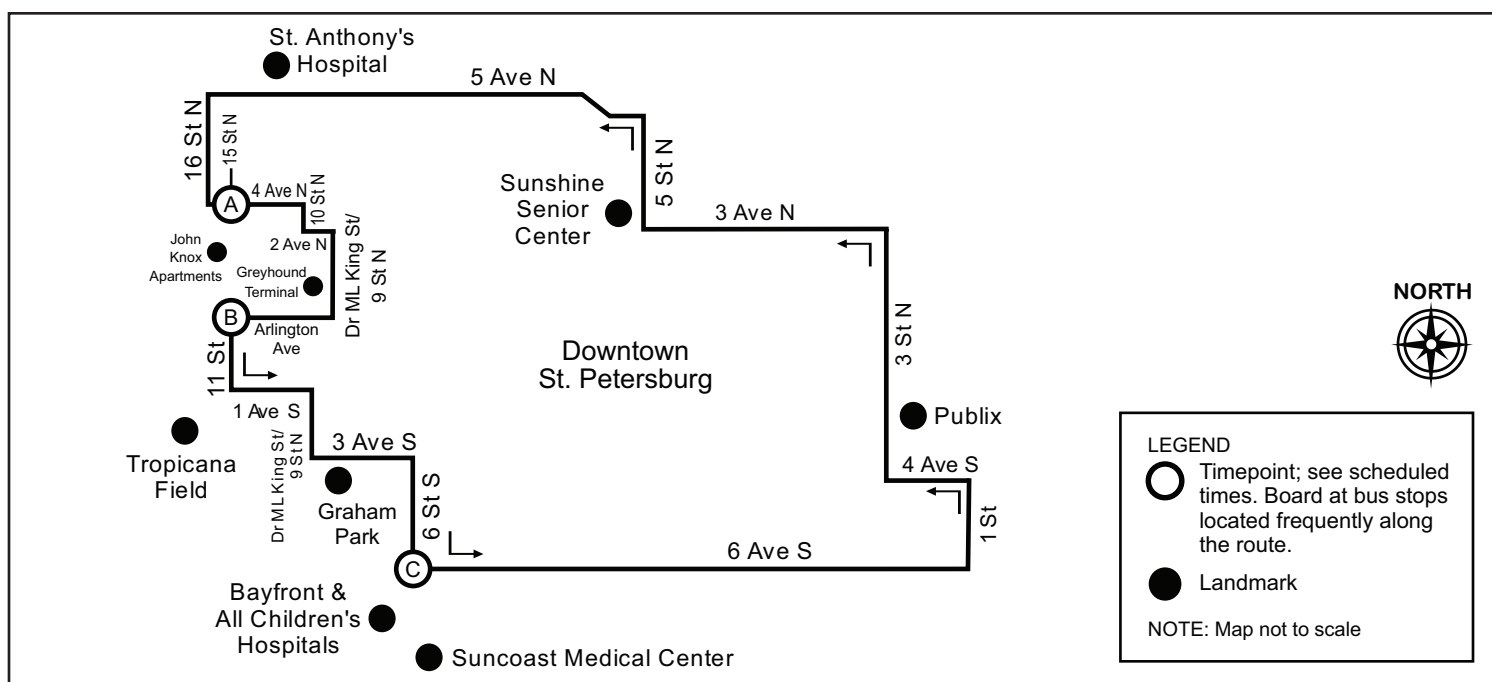 St. Anthony's
Hospital
5 Ave N
16 St N
15 St N
A
4 Ave N
10 St N
John
Knox
Apartments
2 Ave N
Greyhound
Terminal
Dr ML King St/
9 St N
B
Arlington
Ave
11 St
1 Ave S
Tropicana
Field
Dr ML King St/
9 St N
3 Ave S
Graham
Park
6 St S
C
Bayfront &
All Children's
Hospitals
Suncoast Medical Center
6 Ave S
1 St
4 Ave S
Publix
3 St N
3 Ave N
5 St N
Sunshine
Senior
Center
Downtown
St. Petersburg
NORTH
LEGEND
Timepoint; see scheduled
times. Board at bus stops
located frequently along
the route.
Landmark
NOTE: Map not to scale